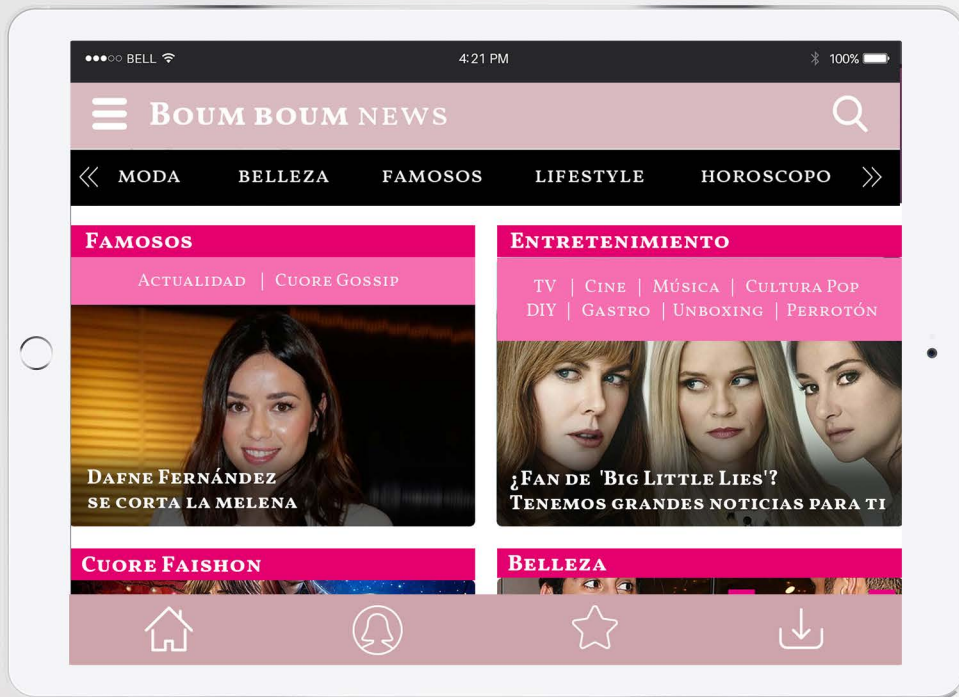 BELL 4:21 PM 100%
BOUM BOUM NEWS
MODA BELLEZA FAMOSOS LIFESTYLE HOROSCOPO
FAMOSOS
ACTUALIDAD | CUORE GOSSIP
DAFNE FERNÁNDEZ
SE CORTA LA MELENA
ENTRETENIMIENTO
TV | CINE | MÚSICA | CULTURA POP
DIY | GASTRO | UNBOXING | PERROTÓN
¿FAN DE 'BIG LITTLE LIES'?
TENEMOS GRANDES NOTICIAS PARA TI
CUORE FAISHON
BELLEZA